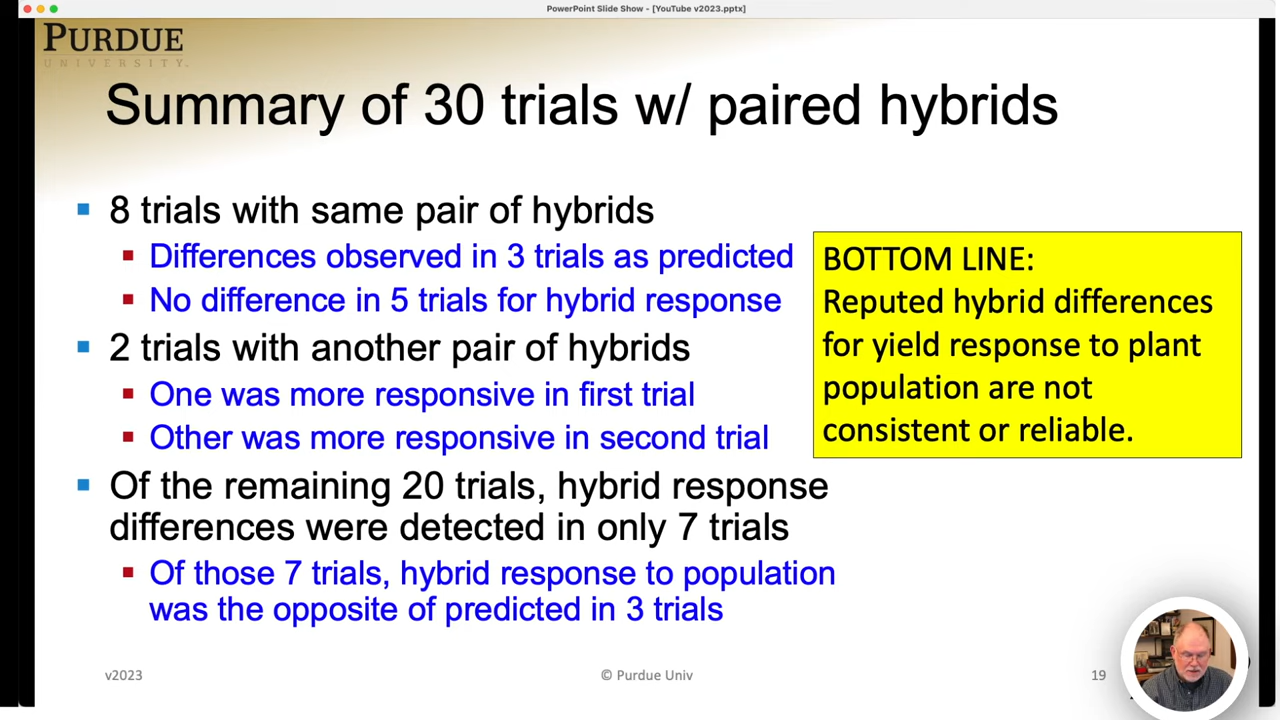 PowerPoint Slide Show - [YouTube v2023.pptx]
PURDUE
UNIVERSITY.
Summary of 30 trials w/ paired hybrids
8 trials with same pair of hybrids
Differences observed in 3 trials as predicted
No difference in 5 trials for hybrid response
2 trials with another pair of hybrids
One was more responsive in first trial
Other was more responsive in second trial
Of the remaining 20 trials, hybrid response
differences were detected in only 7 trials
Of those 7 trials, hybrid response to population
was the opposite of predicted in 3 trials
BOTTOM LINE:
Reputed hybrid differences
for yield response to plant
population are not
consistent or reliable.
v2023
© Purdue Univ
19